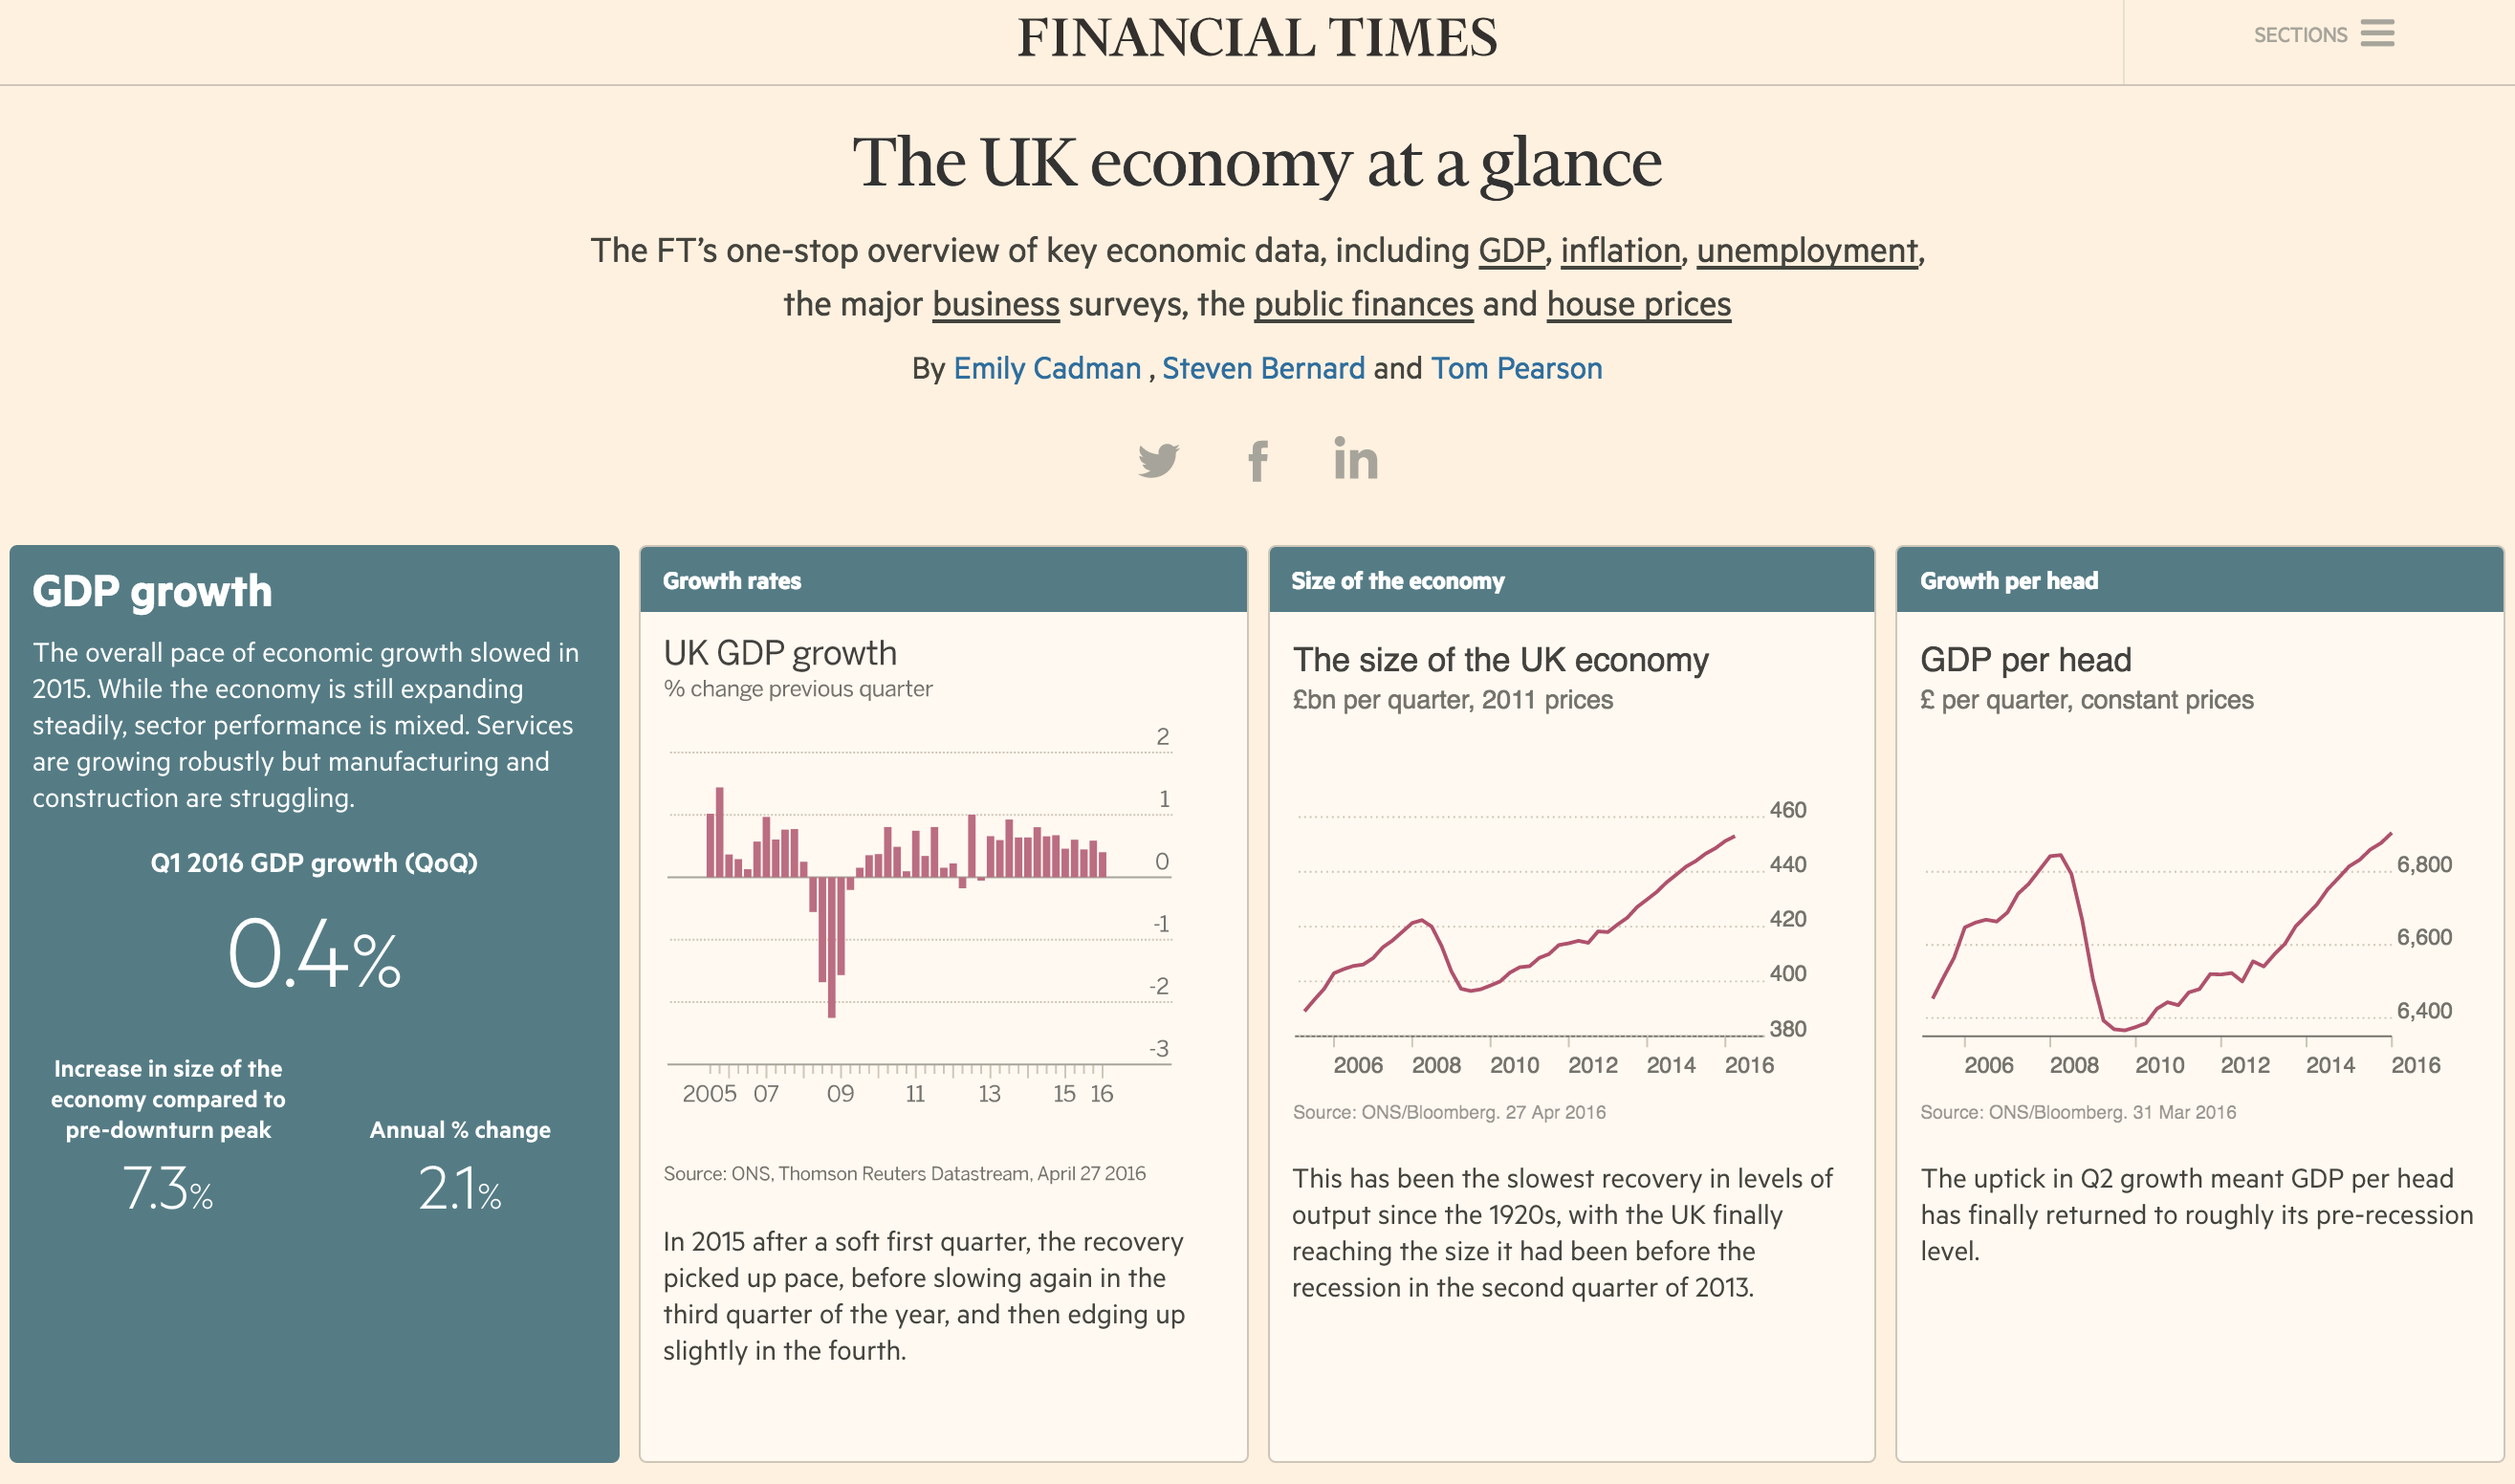 FINANCIAL TIMES
SECTIONS
The UK economy at a glance
The FT’s one-stop overview of key economic data, including GDP, inflation, unemployment,
the major business surveys, the public finances and house prices
By Emily Cadman , Steven Bernard and Tom Pearson
GDP growth
The overall pace of economic growth slowed in
2015. While the economy is still expanding
steadily, sector performance is mixed. Services
are growing robustly but manufacturing and
construction are struggling.
Q1 2016 GDP growth (QoQ)
0.4%
Increase in size of the
economy compared to
pre-downturn peak
7.3%
Annual % change
2.1%
Growth rates
UK GDP growth
% change previous quarter
2
1
0
-1
-2
-3
2005 07 09 11 13 15 16
Source: ONS, Thomson Reuters Datastream, April 27 2016
In 2015 after a soft first quarter, the recovery
picked up pace, before slowing again in the
third quarter of the year, and then edging up
slightly in the fourth.
Size of the economy
The size of the UK economy
£bn per quarter, 2011 prices
460
440
420
400
380
2006 2008 2010 2012 2014 2016
Source: ONS/Bloomberg. 27 Apr 2016
This has been the slowest recovery in levels of
output since the 1920s, with the UK finally
reaching the size it had been before the
recession in the second quarter of 2013.
Growth per head
GDP per head
£ per quarter, constant prices
6,800
6,600
6,400
2006 2008 2010 2012 2014 2016
Source: ONS/Bloomberg. 31 Mar 2016
The uptick in Q2 growth meant GDP per head
has finally returned to roughly its pre-recession
level.